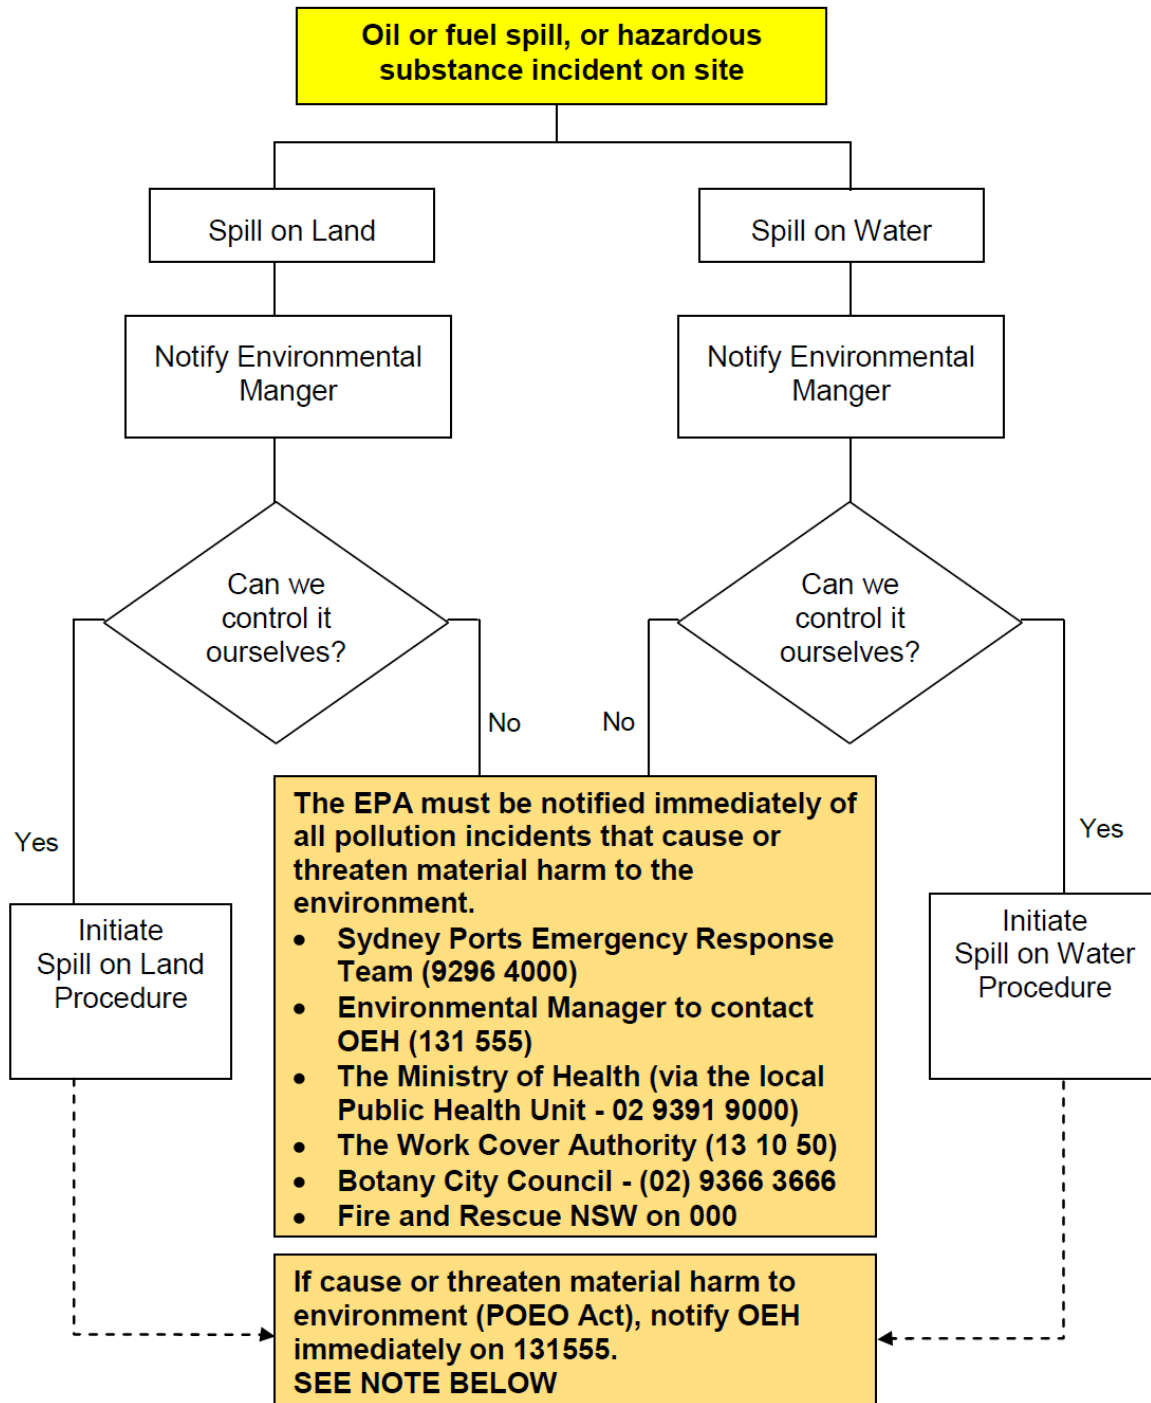 Oil or fuel spill, or hazardous
substance incident on site
Spill on Land
Spill on Water
Notify Environmental
Manger
Notify Environmental
Manger
Can we
control it
ourselves?
Can we
control it
ourselves?
No
No
Yes
Yes
Initiate
Spill on Land
Procedure
The EPA must be notified immediately of
all pollution incidents that cause or
threaten material harm to the
environment.
• Sydney Ports Emergency Response
Team (9296 4000)
• Environmental Manager to contact
OEH (131 555)
• The Ministry of Health (via the local
Public Health Unit - 02 9391 9000)
• The Work Cover Authority (13 10 50)
• Botany City Council - (02) 9366 3666
• Fire and Rescue NSW on 000
Initiate
Spill on Water
Procedure
If cause or threaten material harm to
environment (POEO Act), notify OEH
immediately on 131555.
SEE NOTE BELOW